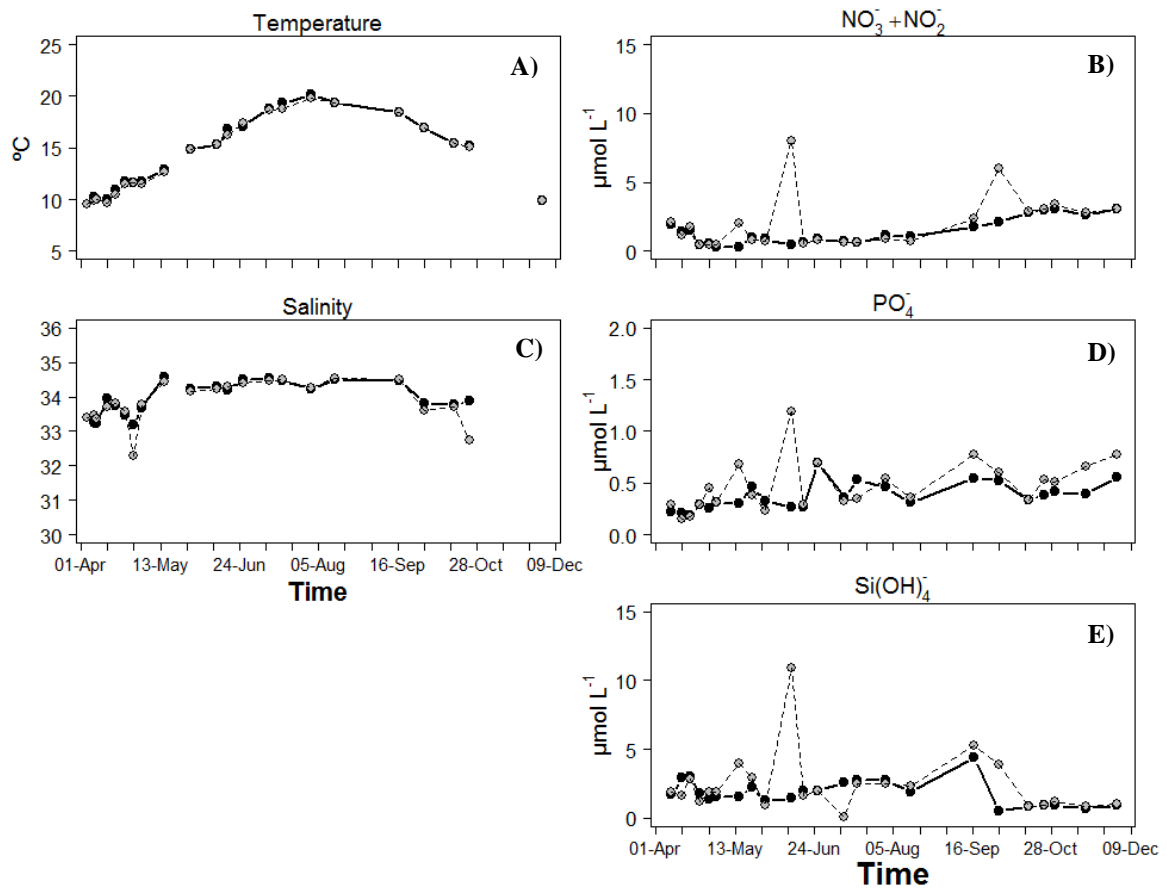 Temperature
A)
25
20
15
10
5
ºC
NO₃⁻ + NO₂⁻
B)
15
10
5
0
µmol L⁻¹
Salinity
C)
36
35
34
33
32
31
30
01-Apr 13-May 24-Jun 05-Aug 16-Sep 28-Oct 09-Dec
Time
PO₄⁻
D)
2.0
1.5
1.0
0.5
0.0
µmol L⁻¹
Si(OH)₄⁻
E)
15
10
5
0
µmol L⁻¹
01-Apr 13-May 24-Jun 05-Aug 16-Sep 28-Oct 09-Dec
Time